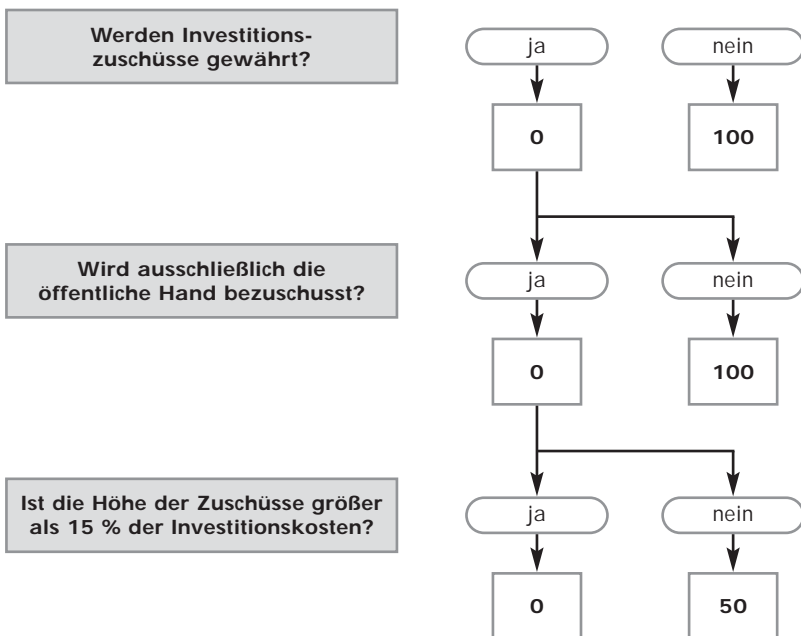 Werden Investitions-
zuschüsse gewährt?
ja nein
0 100
Wird ausschließlich die
öffentliche Hand bezuschusst?
ja nein
0 100
Ist die Höhe der Zuschüsse größer
als 15 % der Investitionskosten?
ja nein
0 50